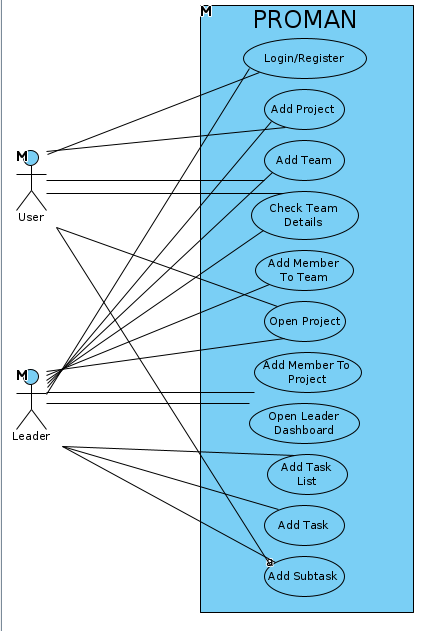 M
PROMAN
Login/Register
Add Project
Add Team
M
User
Check Team
Details
Add Member
To Team
Open Project
M
Leader
Add Member To
Project
Open Leader
Dashboard
Add Task
List
Add Task
a
Add Subtask